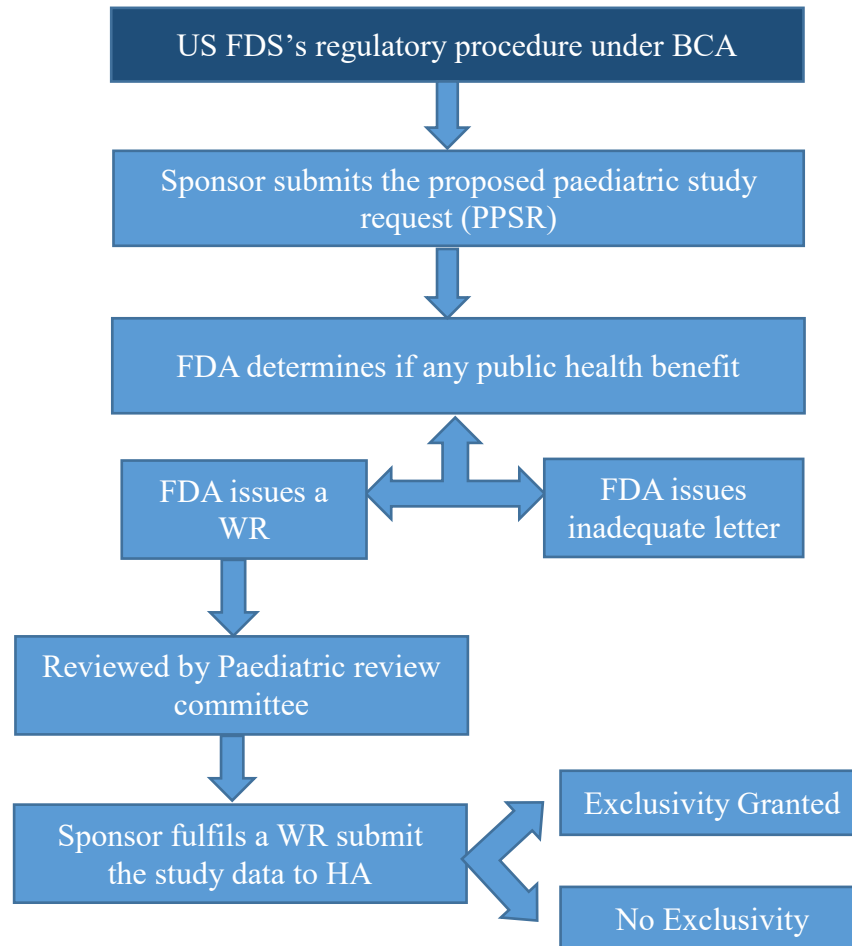 US FDS’s regulatory procedure under BCA
Sponsor submits the proposed paediatric study
request (PPSR)
FDA determines if any public health benefit
FDA issues a
WR
FDA issues
inadequate letter
Reviewed by Paediatric review
committee
Sponsor fulfils a WR submit
the study data to HA
Exclusivity Granted
No Exclusivity